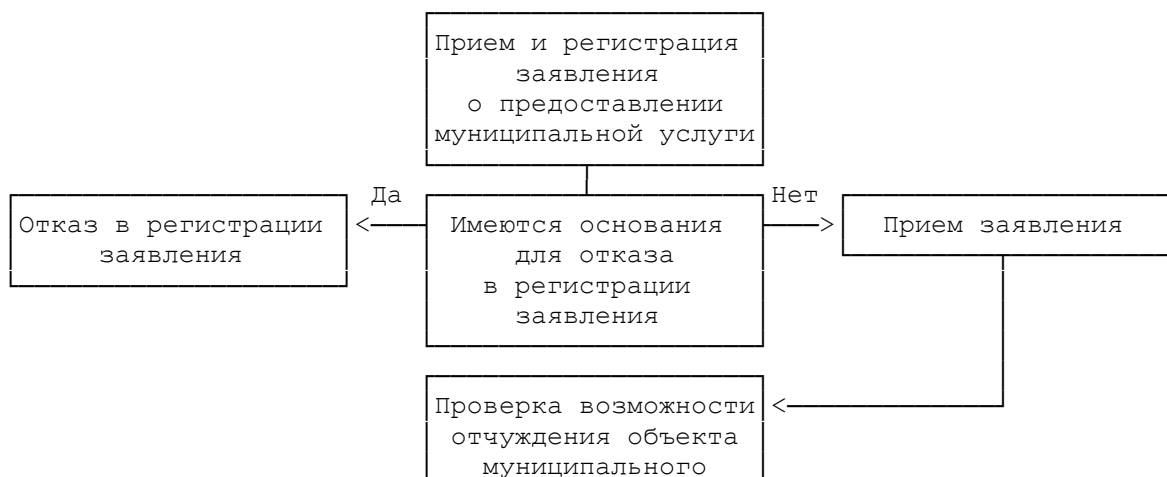 Прием и регистрация
заявления
о предоставлении
муниципальной услуги
Да
Нет
Отказ в регистрации
заявления
Имеются основания
для отказа
в регистрации
заявления
Прием заявления
Проверка возможности
отчуждения объекта
муниципального